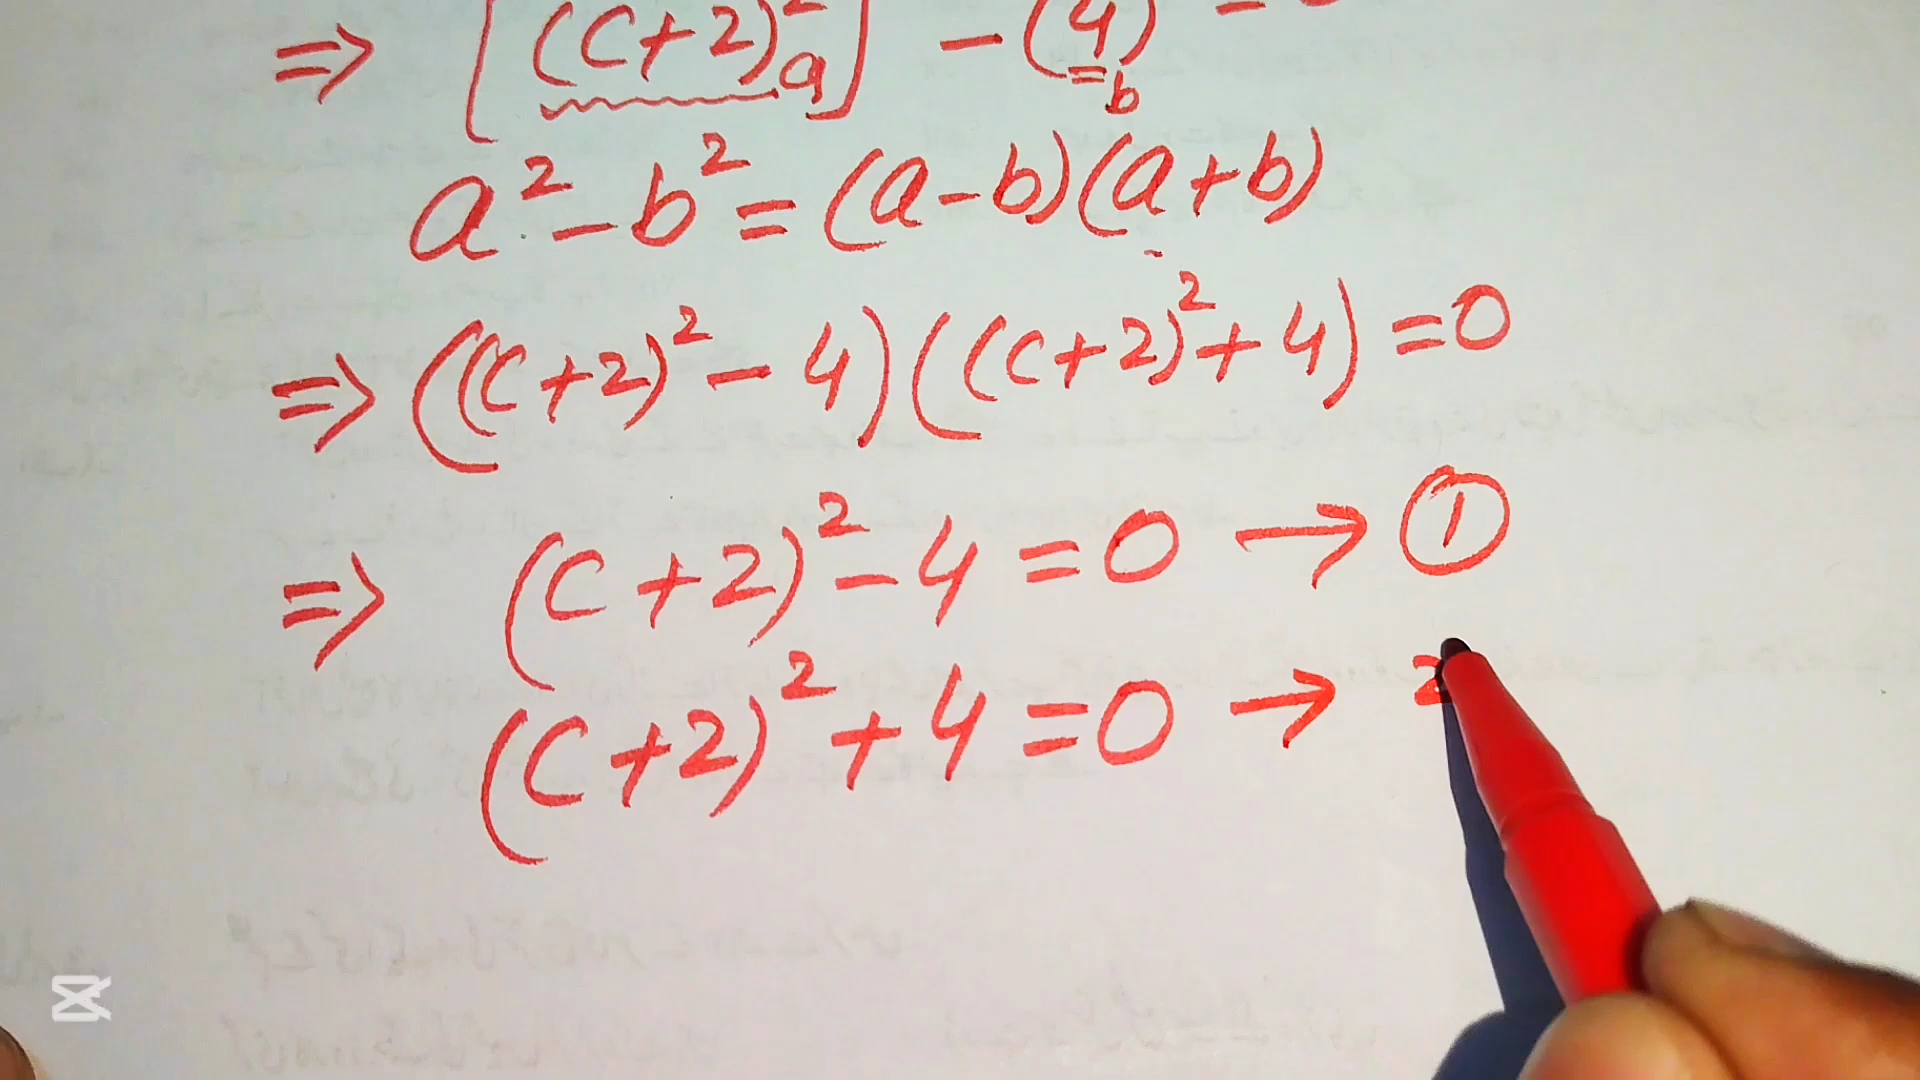 ⇒ [(c+2)²] - (4) =
a b
a² - b² = (a-b)(a+b)
⇒ ((c+2)² - 4)((c+2)² + 4) = 0
⇒ (c+2)² - 4 = 0 → ①
(c+2)² + 4 = 0 → 2